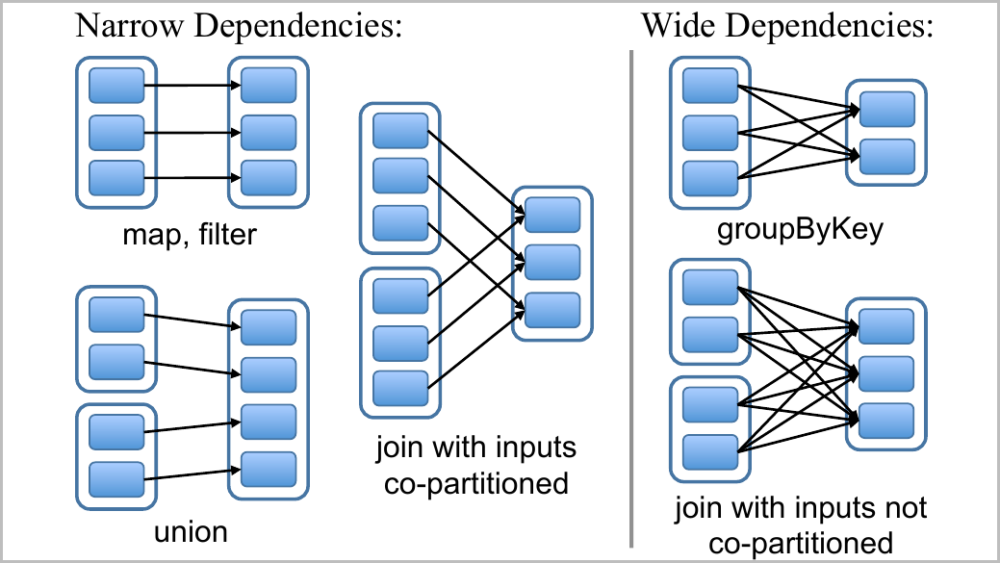 Narrow Dependencies:
map, filter
union
join with inputs
co-partitioned
Wide Dependencies:
groupByKey
join with inputs not
co-partitioned